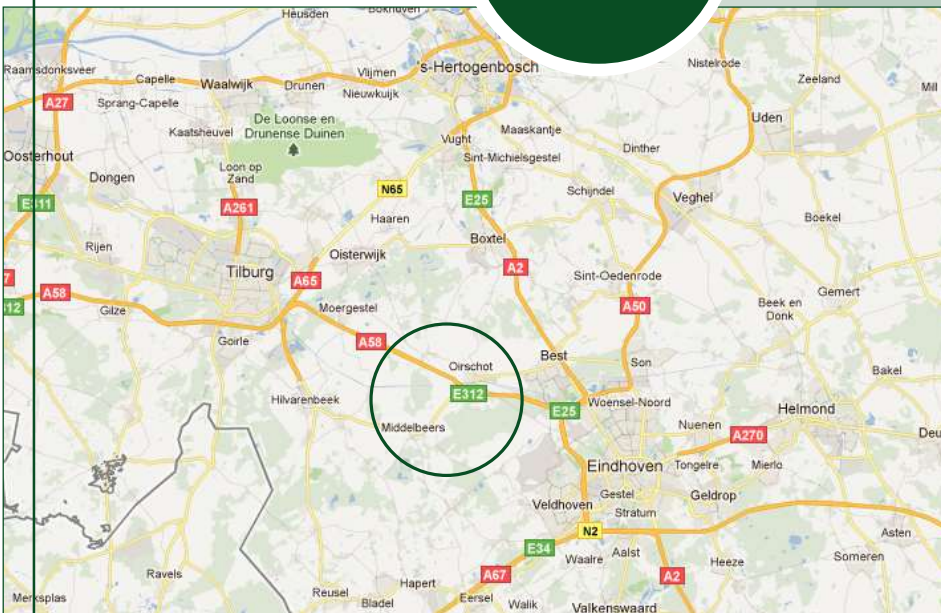 Heusden
Bokhoven
Nistelrode
's-Hertogenbosch
Raamsdonksveer
Capelle
Waalwijk
Drunen
Vlijmen
Nieuwkuijk
Zeeland
Mill
A27
Sprang-Capelle
De Loonse en
Drunense Duinen
Uden
Kaatsheuvel
Maaskantje
Vught
Dinther
Oosterhout
Sint-Michielsgestel
Loon op
Zand
Dongen
N65
Schijndel
Veghel
E311
A261
E25
Haaren
Boekel
Rijen
Oisterwijk
Boxtel
Tilburg
A65
A2
Sint-Oedenrode
A58
Gemert
Gilze
Moergestel
A50
Beek en
Donk
Goirle
A58
Best
Son
Oirschot
Bakel
Hilvarenbeek
E312
E25
Woensel-Noord
Helmond
Middelbeers
Nuenen
A270
Deu
Eindhoven
Tongelre
Mierlo
Veldhoven
Gestel
Geldrop
Stratum
N2
E34
Aalst
Asten
Waalre
Heeze
Someren
Ravels
A67
A2
Hapert
Reusel
Eersel
Merksplas
Bladel
Walik
Valkenswaard